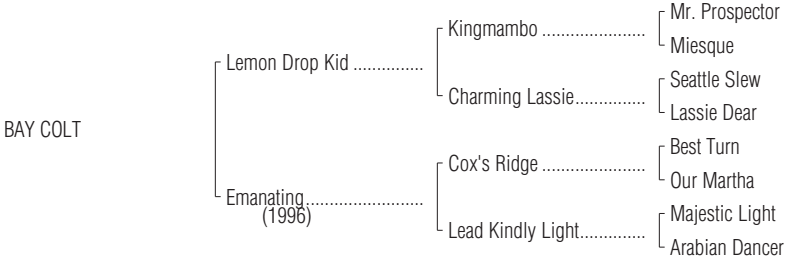 Mr. Prospector
Kingmambo ......................
Miesque
Lemon Drop Kid ...............
Seattle Slew
Charming Lassie...............
Lassie Dear
BAY COLT
Best Turn
Cox's Ridge ......................
Our Martha
Emanating.........................
(1996)
Majestic Light
Lead Kindly Light..............
Arabian Dancer